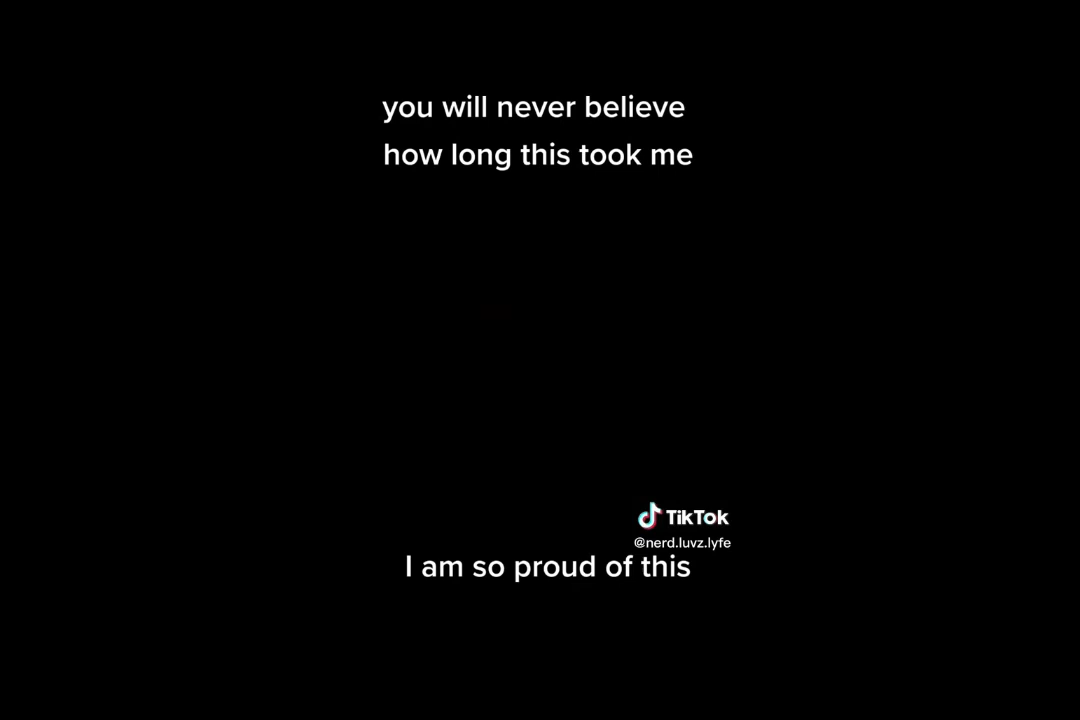 you will never believe
how long this took me
TikTok
@nerd.luvz.lyfe
I am so proud of this